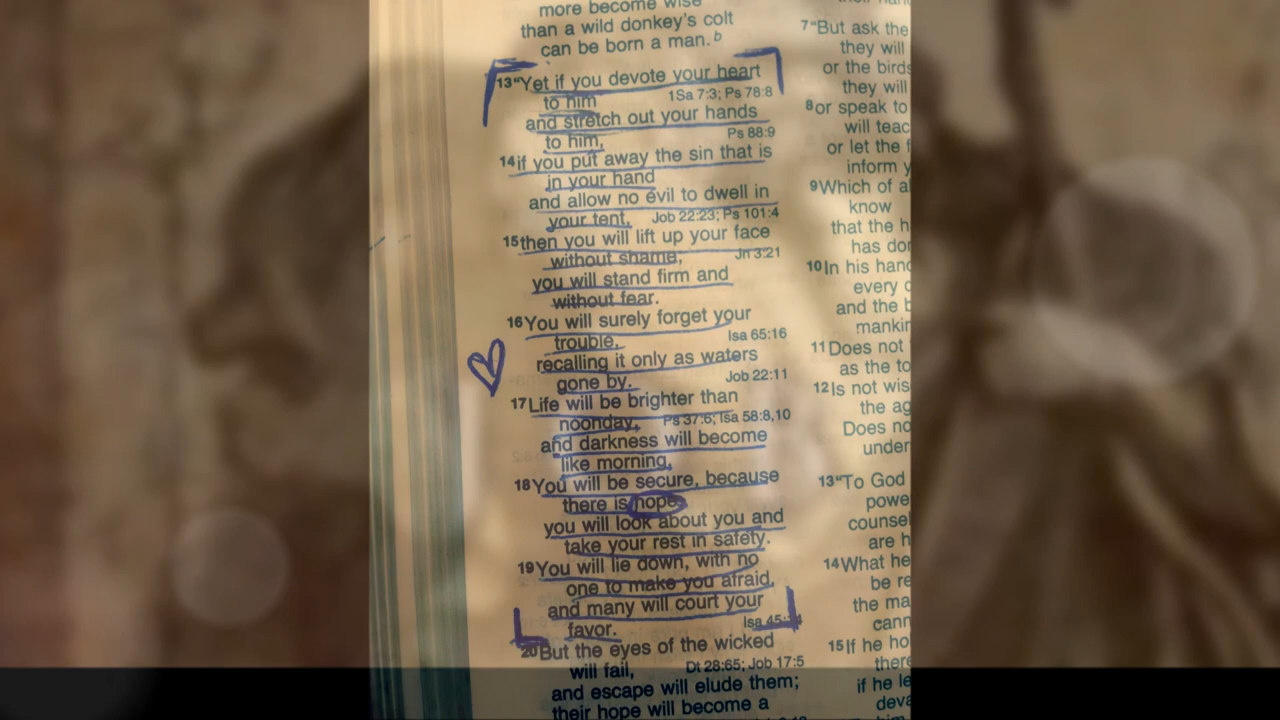 more become wise
than a wild donkey's colt
can be born a man.b
13"Yet if you devote your heart
to him 1Sa 7:3; Ps 78:8
and stretch out your hands
to him, Ps 88:9
14if you put away the sin that is
in your hand
and allow no evil to dwell in
your tent, Job 22:23; Ps 101:4
15then you will lift up your face
without shame; Jn 3:21
you will stand firm and
without fear.
16You will surely forget your
trouble, Isa 65:16
recalling it only as waters
gone by. Job 22:11
17Life will be brighter than
noonday, Ps 37:6; Isa 58:8,10
and darkness will become
like morning.
18You will be secure, because
there is hope
you will look about you and
take your rest in safety.
19You will lie down, with no
one to make you afraid,
and many will court your
favor. Isa 45:
20But the eyes of the wicked
will fail, Dt 28:65; Job 17:5
and escape will elude them;
their hope will become a
7"But ask the
they will
or the birds
they will
8or speak to
will teac
or let the f
inform y
9Which of al
know
that the h
has don
10In his hand
every c
and the b
mankin
11Does not
as the to
12Is not wis
the ag
Does no
under
13"To God
power
counsel
are h
14What he
be re
the ma
cann
15If he ho
there
if he le
deva